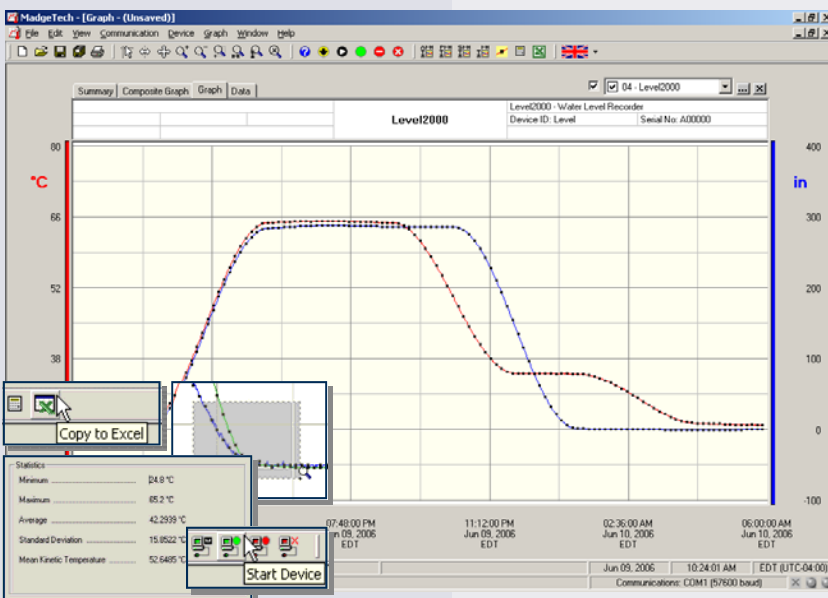 MadgeTech - [Graph - (Unsaved)]
File Edit View Communication Device Graph Window Help
Summary Composite Graph Graph Data
04 - Level2000
Level2000
Level2000 - Water Level Recorder
Device ID: Level Serial No: A00000
80 400
°C in
66 300
52 200
38 100
0
-100
Copy to Excel
Statistics
Minimum 24.8 °C
Maximum 65.2 °C
Average 42.2939 °C
Standard Deviation 15.8522 °C
Mean Kinetic Temperature 52.6485 °C
Start Device
07:48:00 PM 11:12:00 PM 02:36:00 AM 06:00:00 AM
Jun 09, 2006 Jun 09, 2006 Jun 10, 2006 Jun 10, 2006
EDT EDT EDT EDT
Jun 09, 2006 10:24:01 AM EDT (UTC-04:00)
Communications: COM1 (57600 baud)